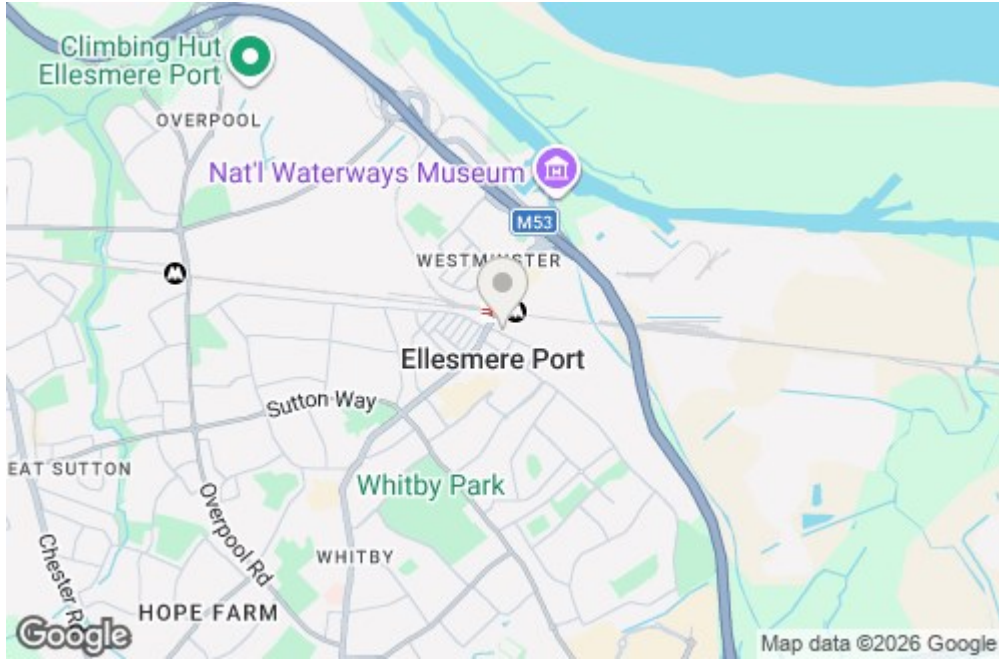 Climbing Hut
Ellesmere Port
OVERPOOL
Nat'l Waterways Museum
M53
WESTMINSTER
Ellesmere Port
Sutton Way
EAT SUTTON
Whitby Park
Overpool Rd
WHITBY
Chester Rd
HOPE FARM
Google
Map data ©2026 Google